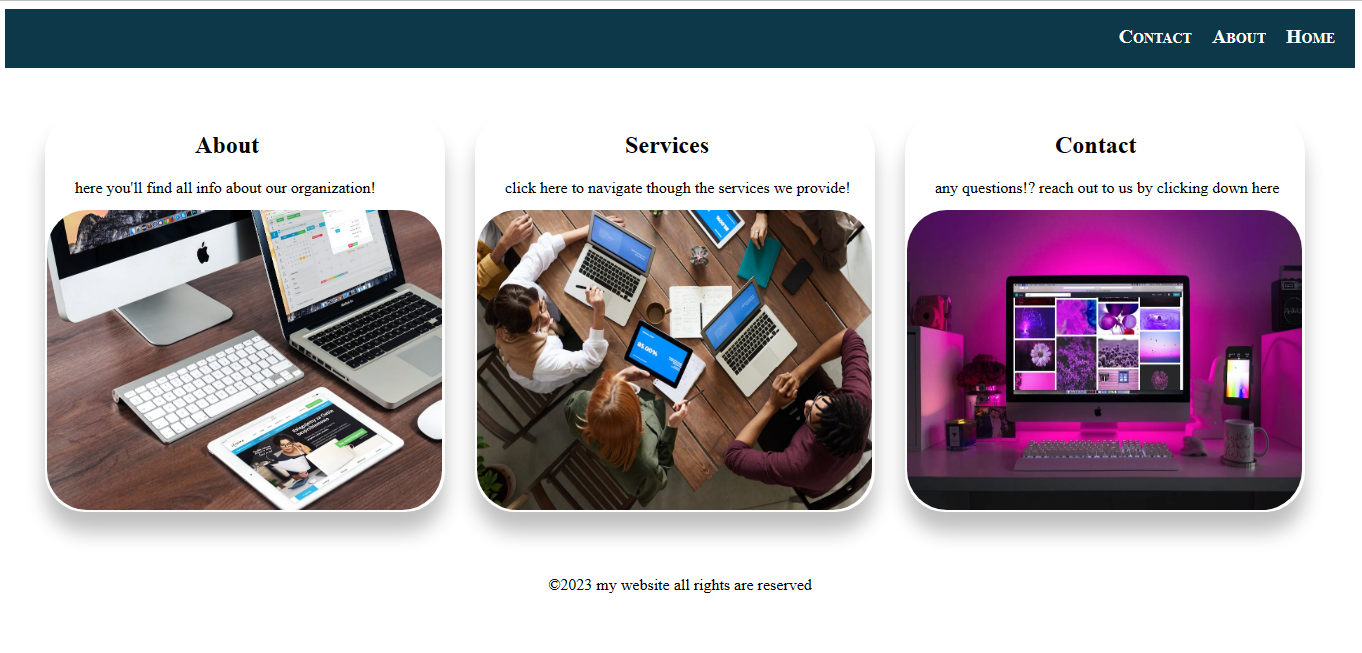 Contact About Home
About
here you'll find all info about our organization!
Services
click here to navigate though the services we provide!
Contact
any questions!? reach out to us by clicking down here
85.00%
©2023 my website all rights are reserved